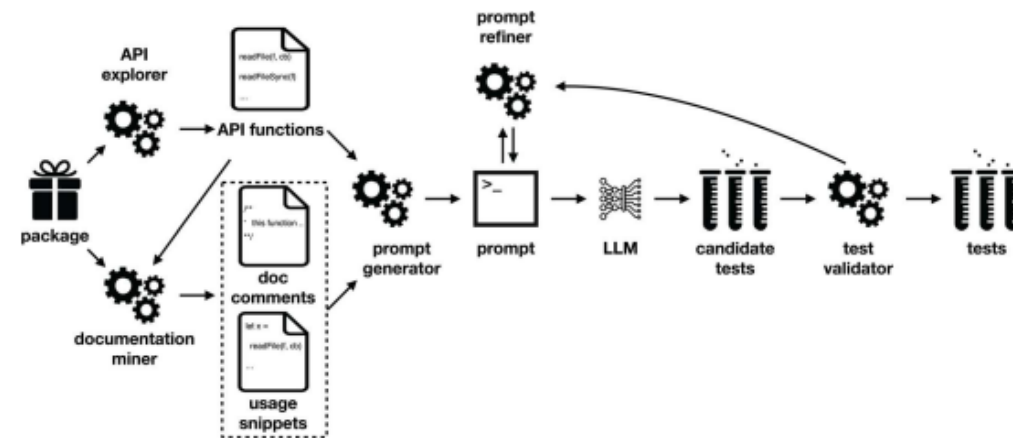 prompt
refiner
API
explorer
readFile(f, cb)
readFileSync(f)
...
API functions
package
/**
* this function...
**/
doc
comments
prompt
generator
>_
prompt
LLM
candidate
tests
test
validator
tests
documentation
miner
let x =
readFile(f, cb)
...
usage
snippets